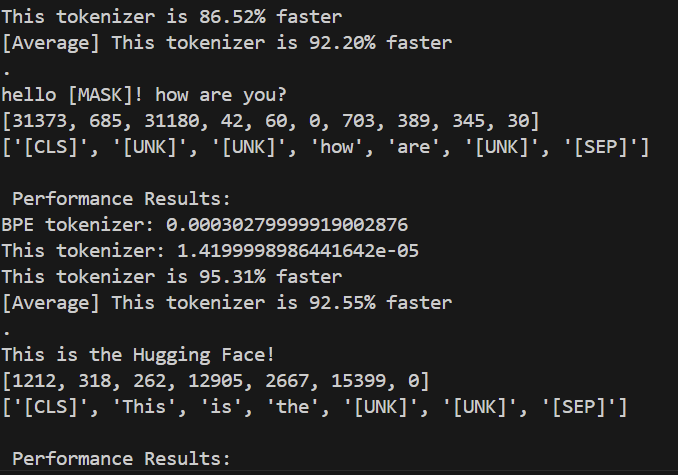 This tokenizer is 86.52% faster
[Average] This tokenizer is 92.20% faster
.
hello [MASK]! how are you?
[31373, 685, 31180, 42, 60, 0, 703, 389, 345, 30]
['[CLS]', '[UNK]', '[UNK]', 'how', 'are', '[UNK]', '[SEP]']
Performance Results:
BPE tokenizer: 0.00030279999919002876
This tokenizer: 1.4199998986441642e-05
This tokenizer is 95.31% faster
[Average] This tokenizer is 92.55% faster
.
This is the Hugging Face!
[1212, 318, 262, 12905, 2667, 15399, 0]
['[CLS]', 'This', 'is', 'the', '[UNK]', '[UNK]', '[SEP]']
Performance Results: